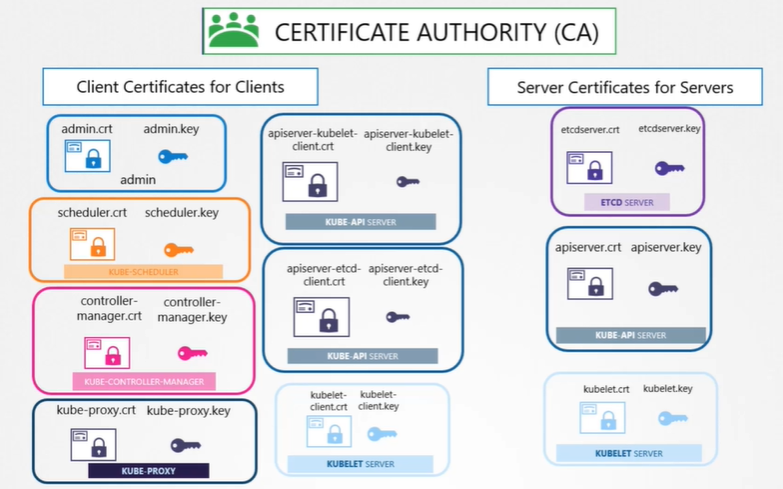 CERTIFICATE AUTHORITY (CA)
Client Certificates for Clients
Server Certificates for Servers
admin.crt admin.key
admin
scheduler.crt scheduler.key
KUBE-SCHEDULER
controller-
manager.crt
controller-
manager.key
KUBE-CONTROLLER-MANAGER
kube-proxy.crt kube-proxy.key
KUBE-PROXY
apiserver-kubelet-
client.crt
apiserver-kubelet-
client.key
KUBE-API SERVER
apiserver-etcd-
client.crt
apiserver-etcd-
client.key
KUBE-API SERVER
kubelet-
client.crt
kubelet-
client.key
KUBELET SERVER
etcdserver.crt etcdserver.key
ETCD SERVER
apiserver.crt apiserver.key
KUBE-API SERVER
kubelet.crt kubelet.key
KUBELET SERVER